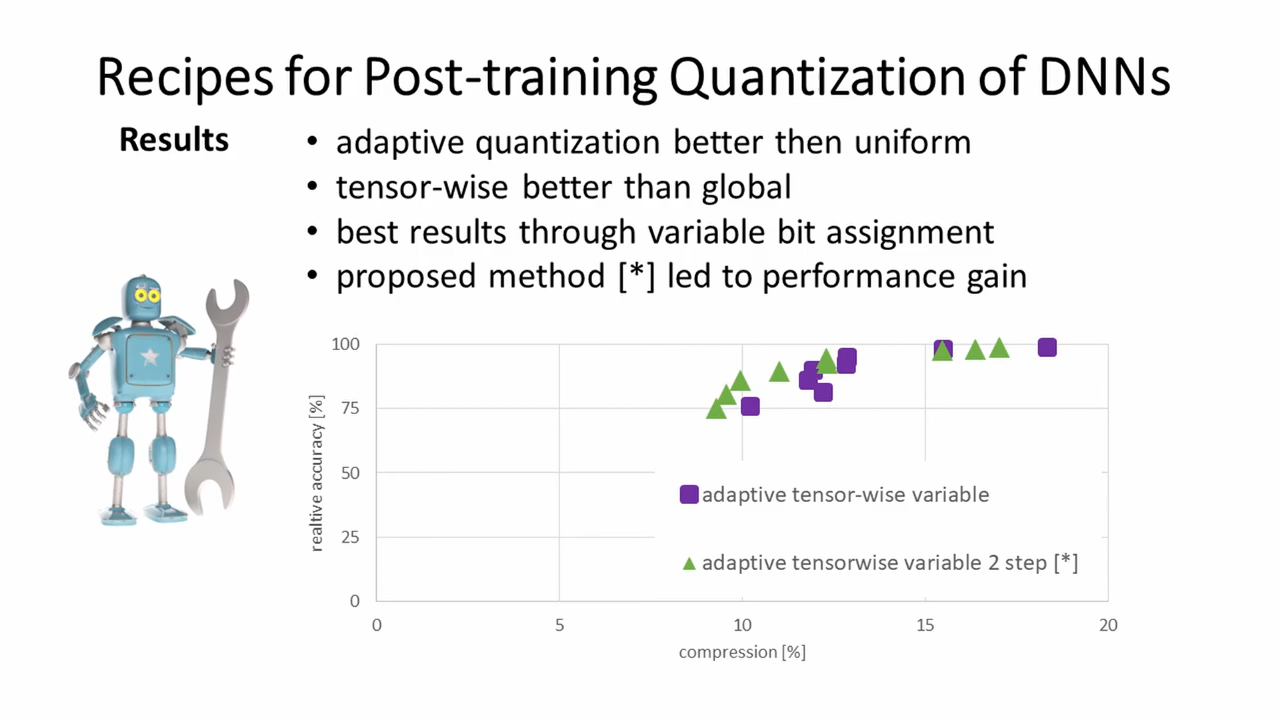 Recipes for Post-training Quantization of DNNs
Results
• adaptive quantization better then uniform
• tensor-wise better than global
• best results through variable bit assignment
• proposed method [*] led to performance gain
realtive accuracy [%]
100
75
50
25
0
adaptive tensor-wise variable
adaptive tensorwise variable 2 step [*]
0 5 10 15 20
compression [%]